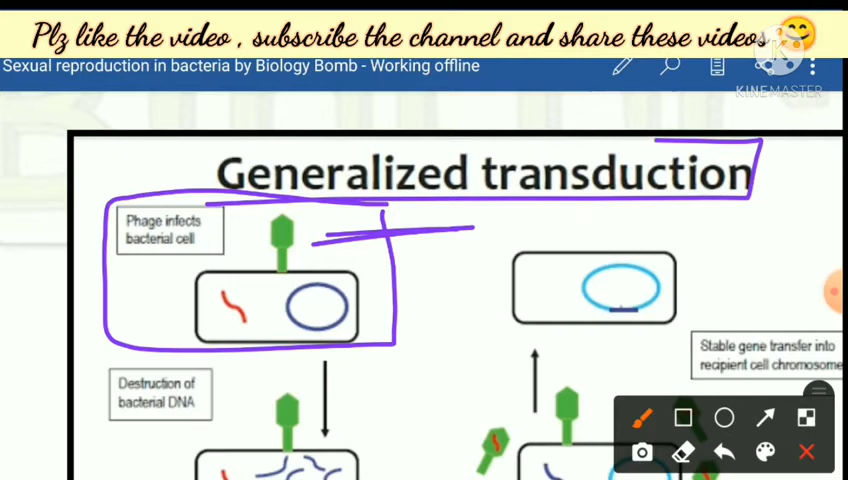 Plz like the video , subscribe the channel and share these videos 😊
Sexual reproduction in bacteria by Biology Bomb - Working offline
K
KINEMASTER
Generalized transduction
Phage infects
bacterial cell
Stable gene transfer into
recipient cell chromosome
Destruction of
bacterial DNA